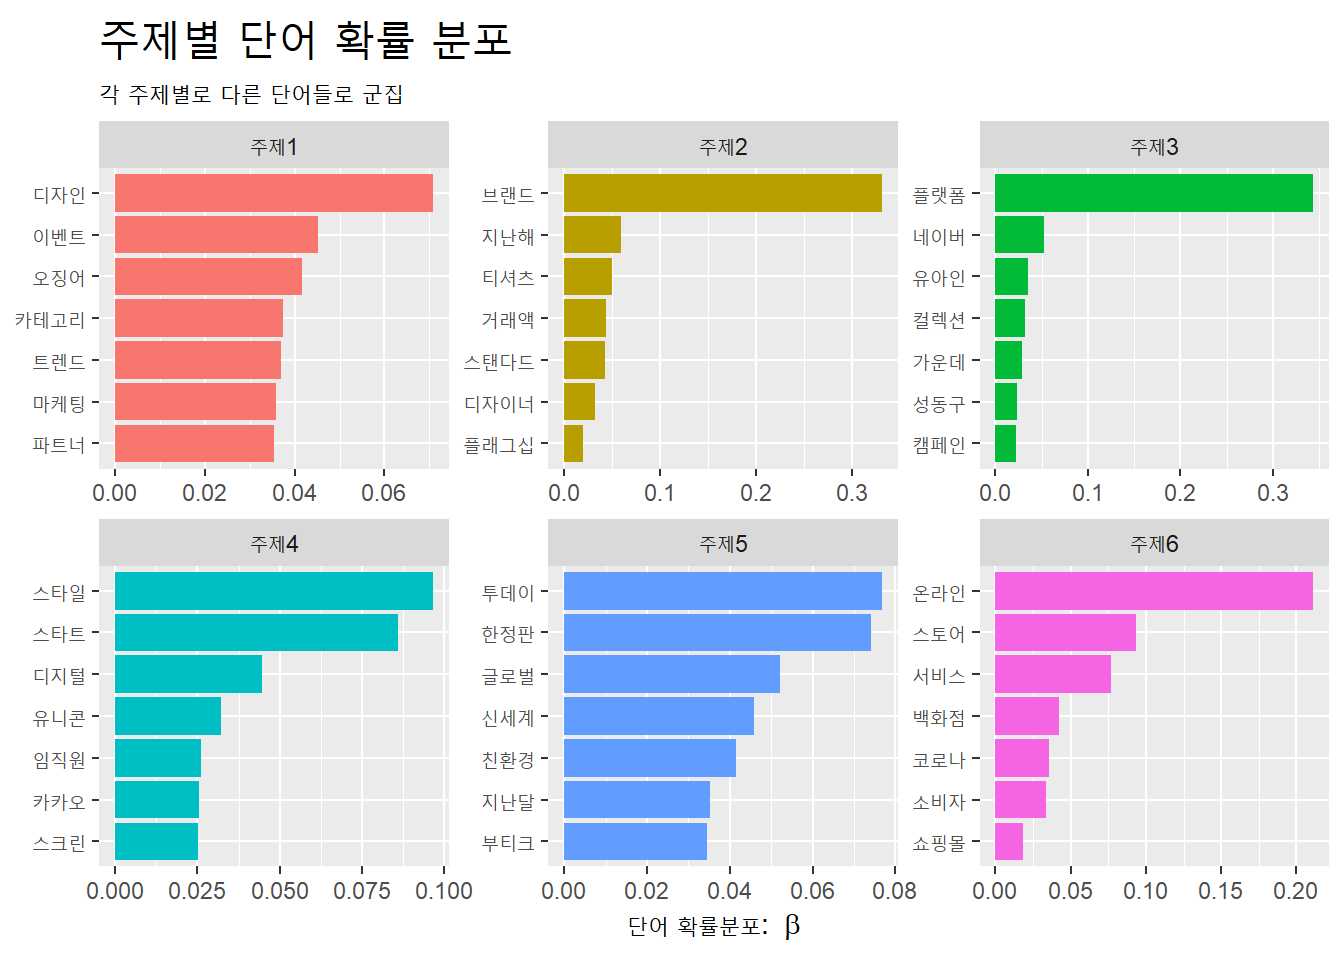 주제별 단어 확률 분포
각 주제별로 다른 단어들로 군집
주제1
디자인
이벤트
오징어
카테고리
트렌드
마케팅
파트너
0.00 0.02 0.04 0.06
주제2
브랜드
지난해
티셔츠
거래액
스탠다드
디자이너
플래그십
0.0 0.1 0.2 0.3
주제3
플랫폼
네이버
유아인
컬렉션
가운데
성동구
캠페인
0.0 0.1 0.2 0.3
주제4
스타일
스타트
디지털
유니콘
임직원
카카오
스크린
0.000 0.025 0.050 0.075 0.100
주제5
투데이
한정판
글로벌
신세계
친환경
지난달
부티크
0.00 0.02 0.04 0.06 0.08
주제6
온라인
스토어
서비스
백화점
코로나
소비자
쇼핑몰
0.00 0.05 0.10 0.15 0.20
단어 확률분포: β